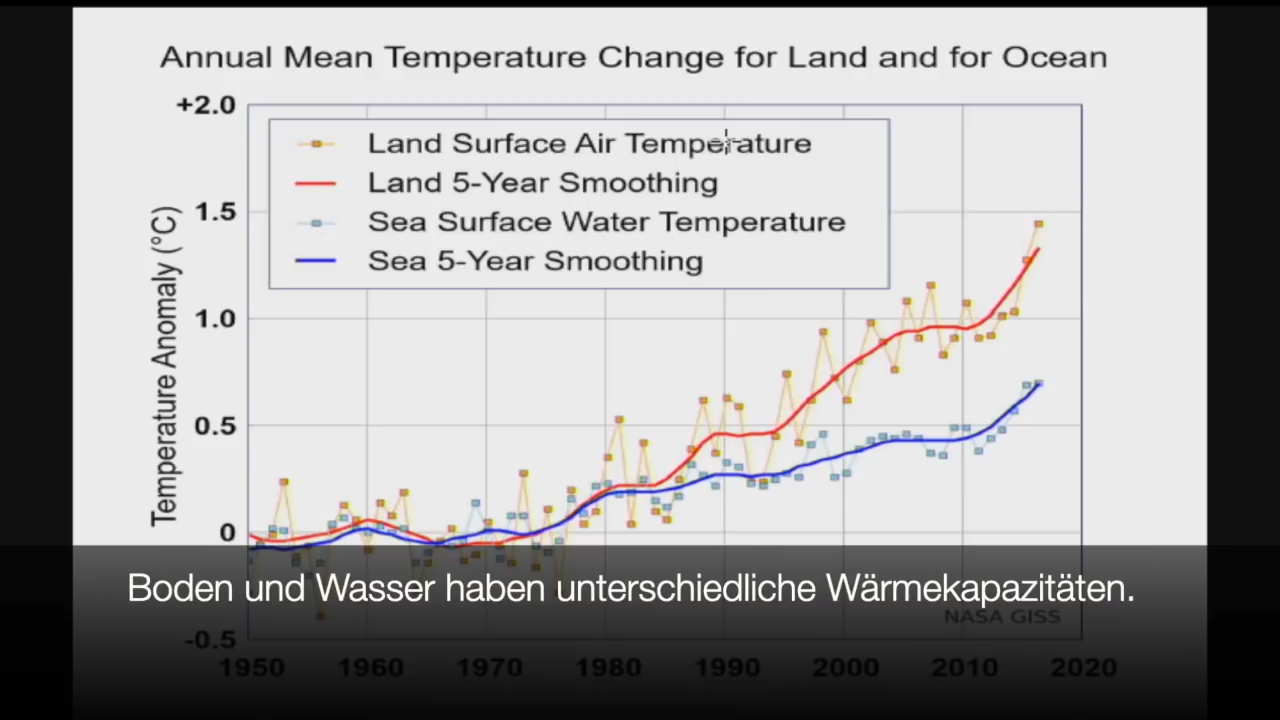 Annual Mean Temperature Change for Land and for Ocean
+2.0
Land Surface Air Temperature
Land 5-Year Smoothing
Sea Surface Water Temperature
Sea 5-Year Smoothing
1.5
1.0
0.5
0
-0.5
Temperature Anomaly (°C)
Boden und Wasser haben unterschiedliche Wärmekapazitäten.
NASA GISS
1950 1960 1970 1980 1990 2000 2010 2020